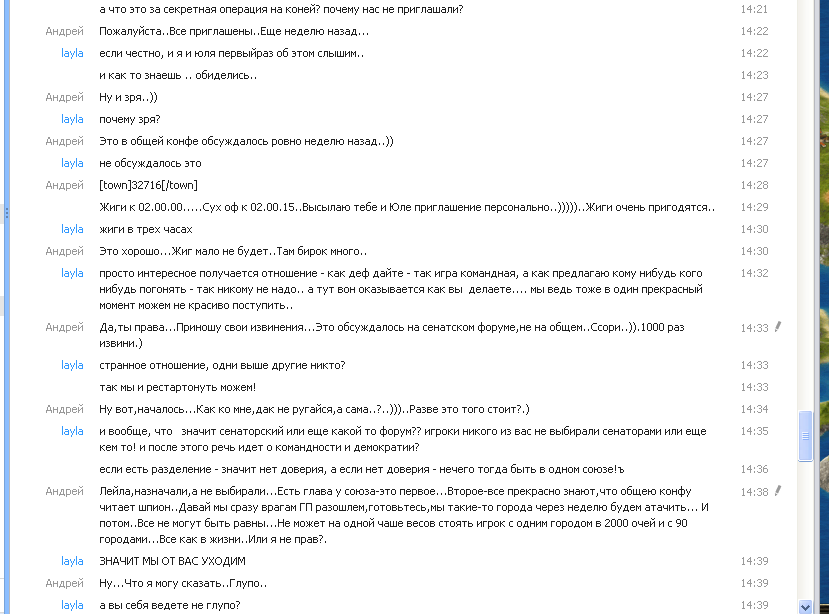 а что это за секретная операция на коней? почему нас не приглашали? 14:21
Андрей Пожалуйста..Все приглашены..Еще неделю назад... 14:22
layla если честно, и я и юля первыйраз об этом слышим.. 14:22
и как то знаешь .. обиделись.. 14:23
Андрей Ну и зря..)) 14:27
layla почему зря? 14:27
Андрей Это в общей конфе обсуждалось ровно неделю назад..)) 14:27
layla не обсуждалось это 14:27
Андрей [town]32716[/town] 14:28
Жиги к 02.00.00.....Сух оф к 02.00.15..Высылаю тебе и Юле приглашение персонально..)))))..Жиги очень пригодятся.. 14:29
layla жиги в трех часах 14:30
Андрей Это хорошо...Жиг мало не будет..Там бирок много.. 14:30
layla просто интересное получается отношение - как деф дайте - так игра командная, а как предлагаю кому нибудь кого 14:32
нибудь погонять - так никому не надо.. а тут вон оказывается как вы  делаете.... мы ведь тоже в один прекрасный
момент можем не красиво поступить..
Андрей Да,ты права...Приношу свои извинения...Это обсуждалось на сенатском форуме,не на общем..Ссори..)).1000 раз 14:33
извини.)
layla странное отношение, одни выше другие никто? 14:33
так мы и рестартонуть можем! 14:33
Андрей Ну вот,началось...Как ко мне,дак не ругайся,а сама..?..)))..Разве это того стоит?.) 14:34
layla и вообще, что   значит сенаторский или еще какой то форум?? игроки никого из вас не выбирали сенаторами или еще 14:35
кем то! и после этого речь идет о командности и демократии?
если есть разделение - значит нет доверия, а если нет доверия - нечего тогда быть в одном союзе!ъ 14:36
Андрей Лейла,назначали,а не выбирали...Есть глава у союза-это первое...Второе-все прекрасно знают,что общею конфу 14:38
читает шпион..Давай мы сразу врагам ГП разошлем,готовьтесь,мы такие-то города через неделю будем атачить... И
потом..Все не могут быть равны...Не может на одной чаше весов стоять игрок с одним городом в 2000 очей и с 90
городами...Все как в жизни..Или я не прав?.
layla ЗНАЧИТ МЫ ОТ ВАС УХОДИМ 14:39
Андрей Ну...Что я могу сказать..Глупо.. 14:39
layla а вы себя ведете не глупо? 14:39